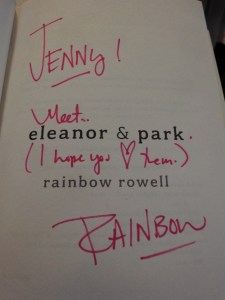 JENNY!
Meet...
eleanor & park.
(I hope you ♡ them.)
rainbow rowell
RAINBOW